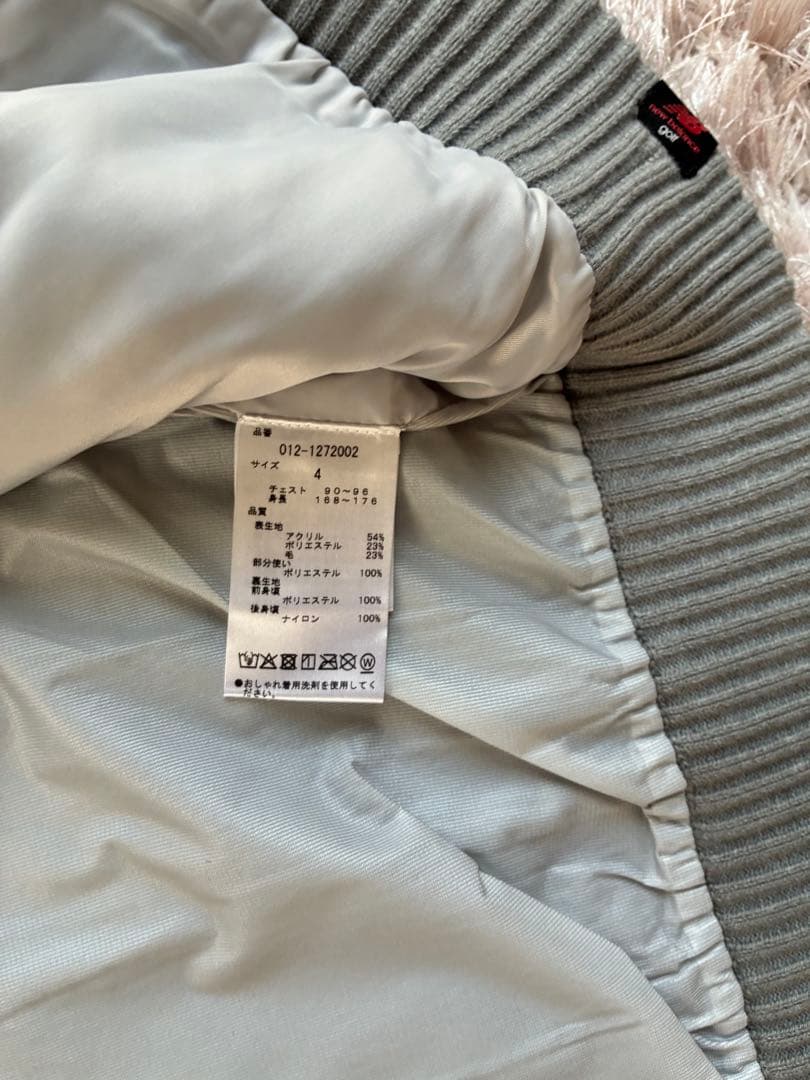 new balance
golf
品番
012-1272002
サイズ
4
チェスト 90～96
身長 168～176
品質
表生地
アクリル 54%
ポリエステル 23%
毛 23%
部分使い
ポリエステル 100%
裏生地
前身頃
ポリエステル 100%
後身頃
ナイロン 100%
●おしゃれ着用洗剤を使用してく
ださい。